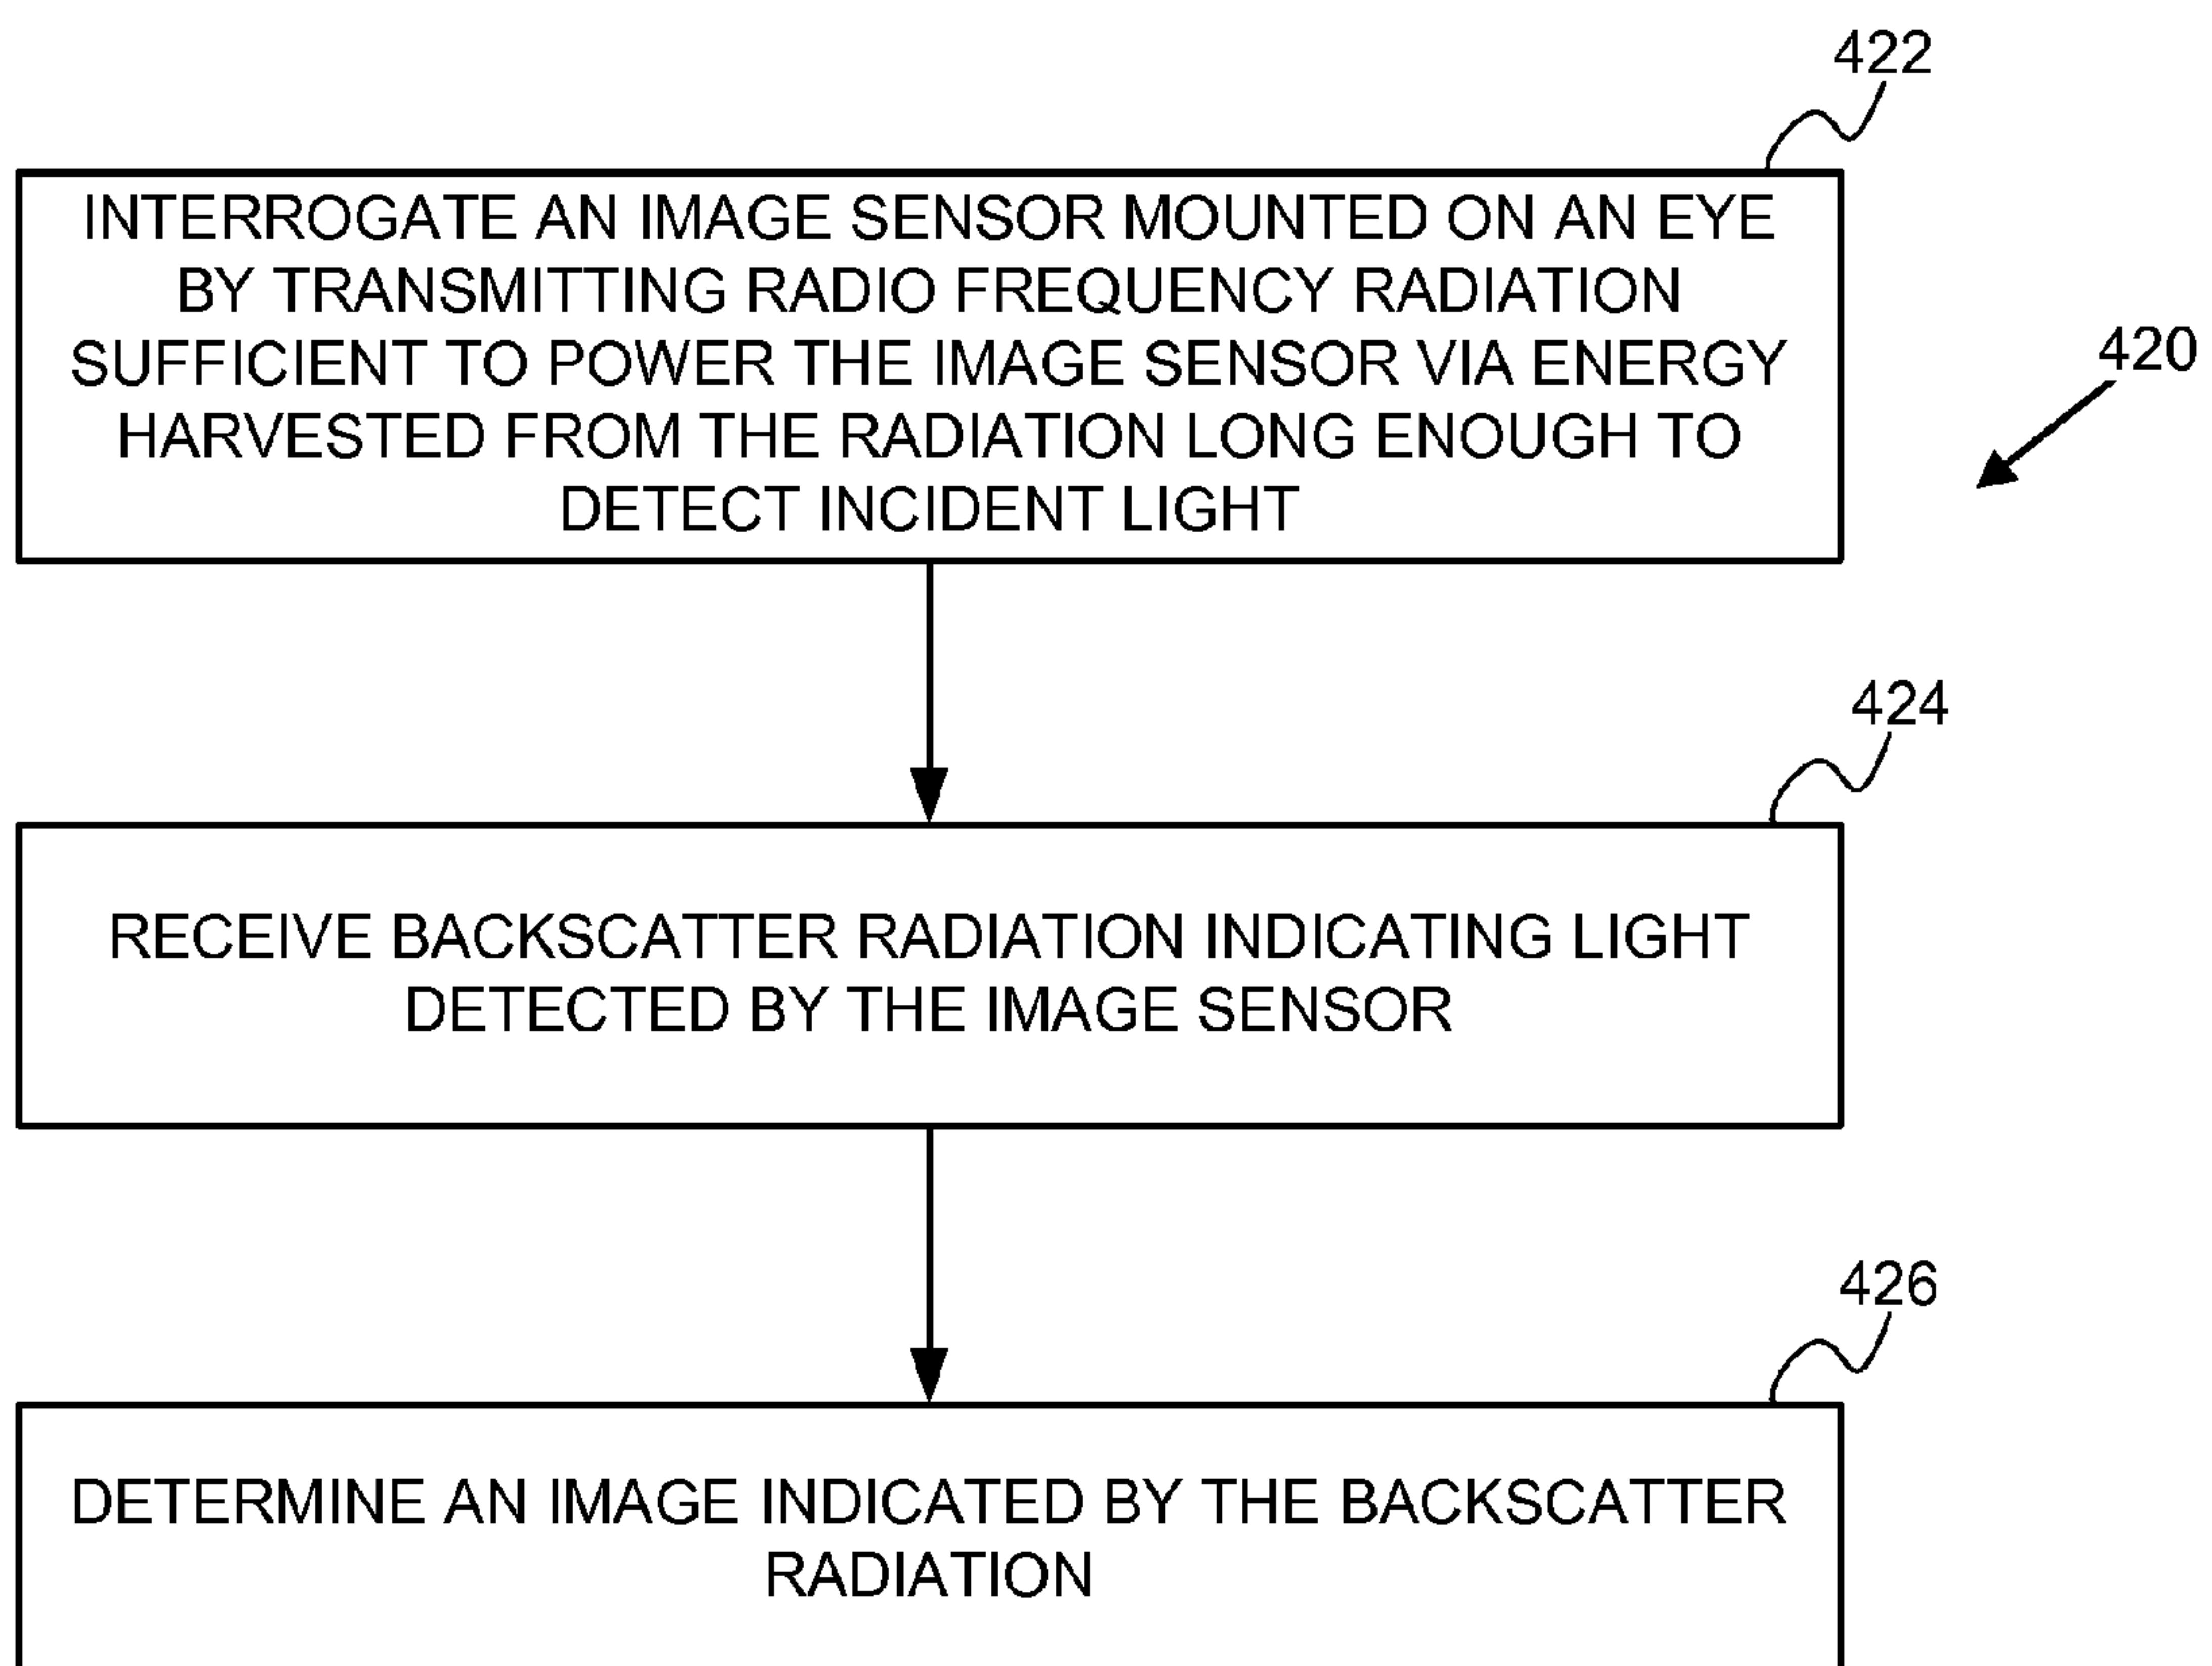 422
INTERROGATE AN IMAGE SENSOR MOUNTED ON AN EYE
BY TRANSMITTING RADIO FREQUENCY RADIATION
SUFFICIENT TO POWER THE IMAGE SENSOR VIA ENERGY
HARVESTED FROM THE RADIATION LONG ENOUGH TO
DETECT INCIDENT LIGHT
420
424
RECEIVE BACKSCATTER RADIATION INDICATING LIGHT
DETECTED BY THE IMAGE SENSOR
426
DETERMINE AN IMAGE INDICATED BY THE BACKSCATTER
RADIATION